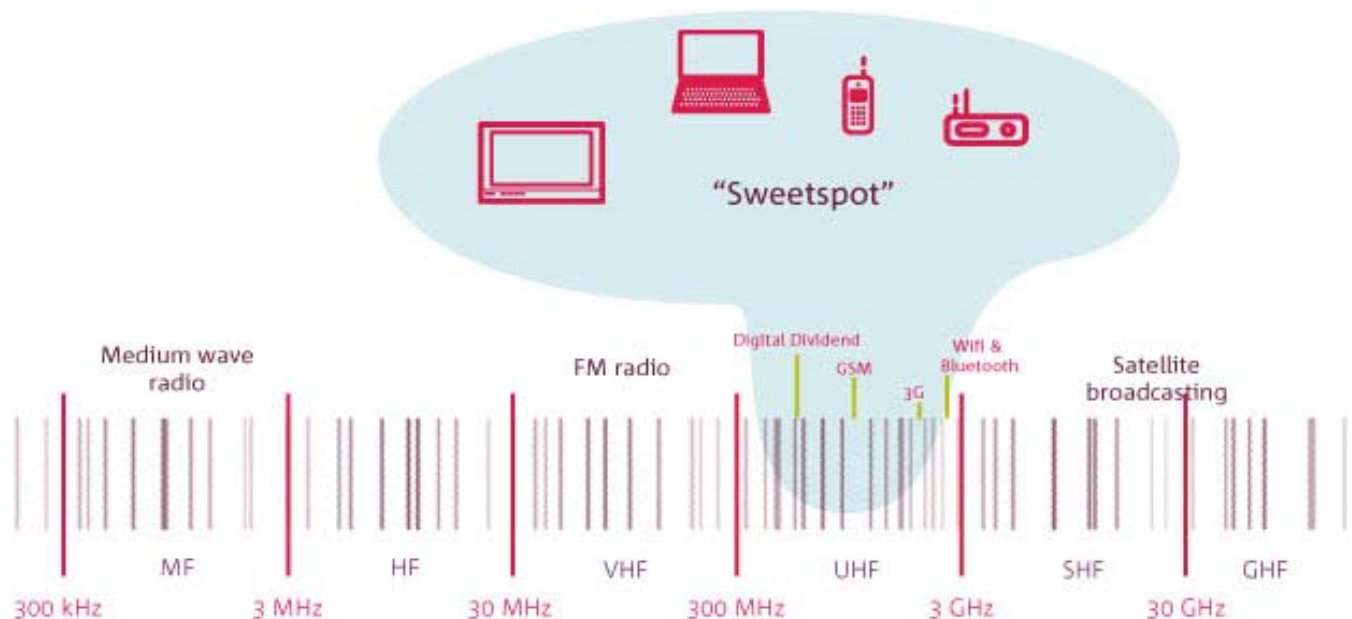 “Sweetspot”
Digital Dividend
GSM
3G
Wifi &
Bluetooth
Medium wave
radio
FM radio
Satellite
broadcasting
MF
HF
VHF
UHF
SHF
GHF
300 kHz
3 MHz
30 MHz
300 MHz
3 GHz
30 GHz